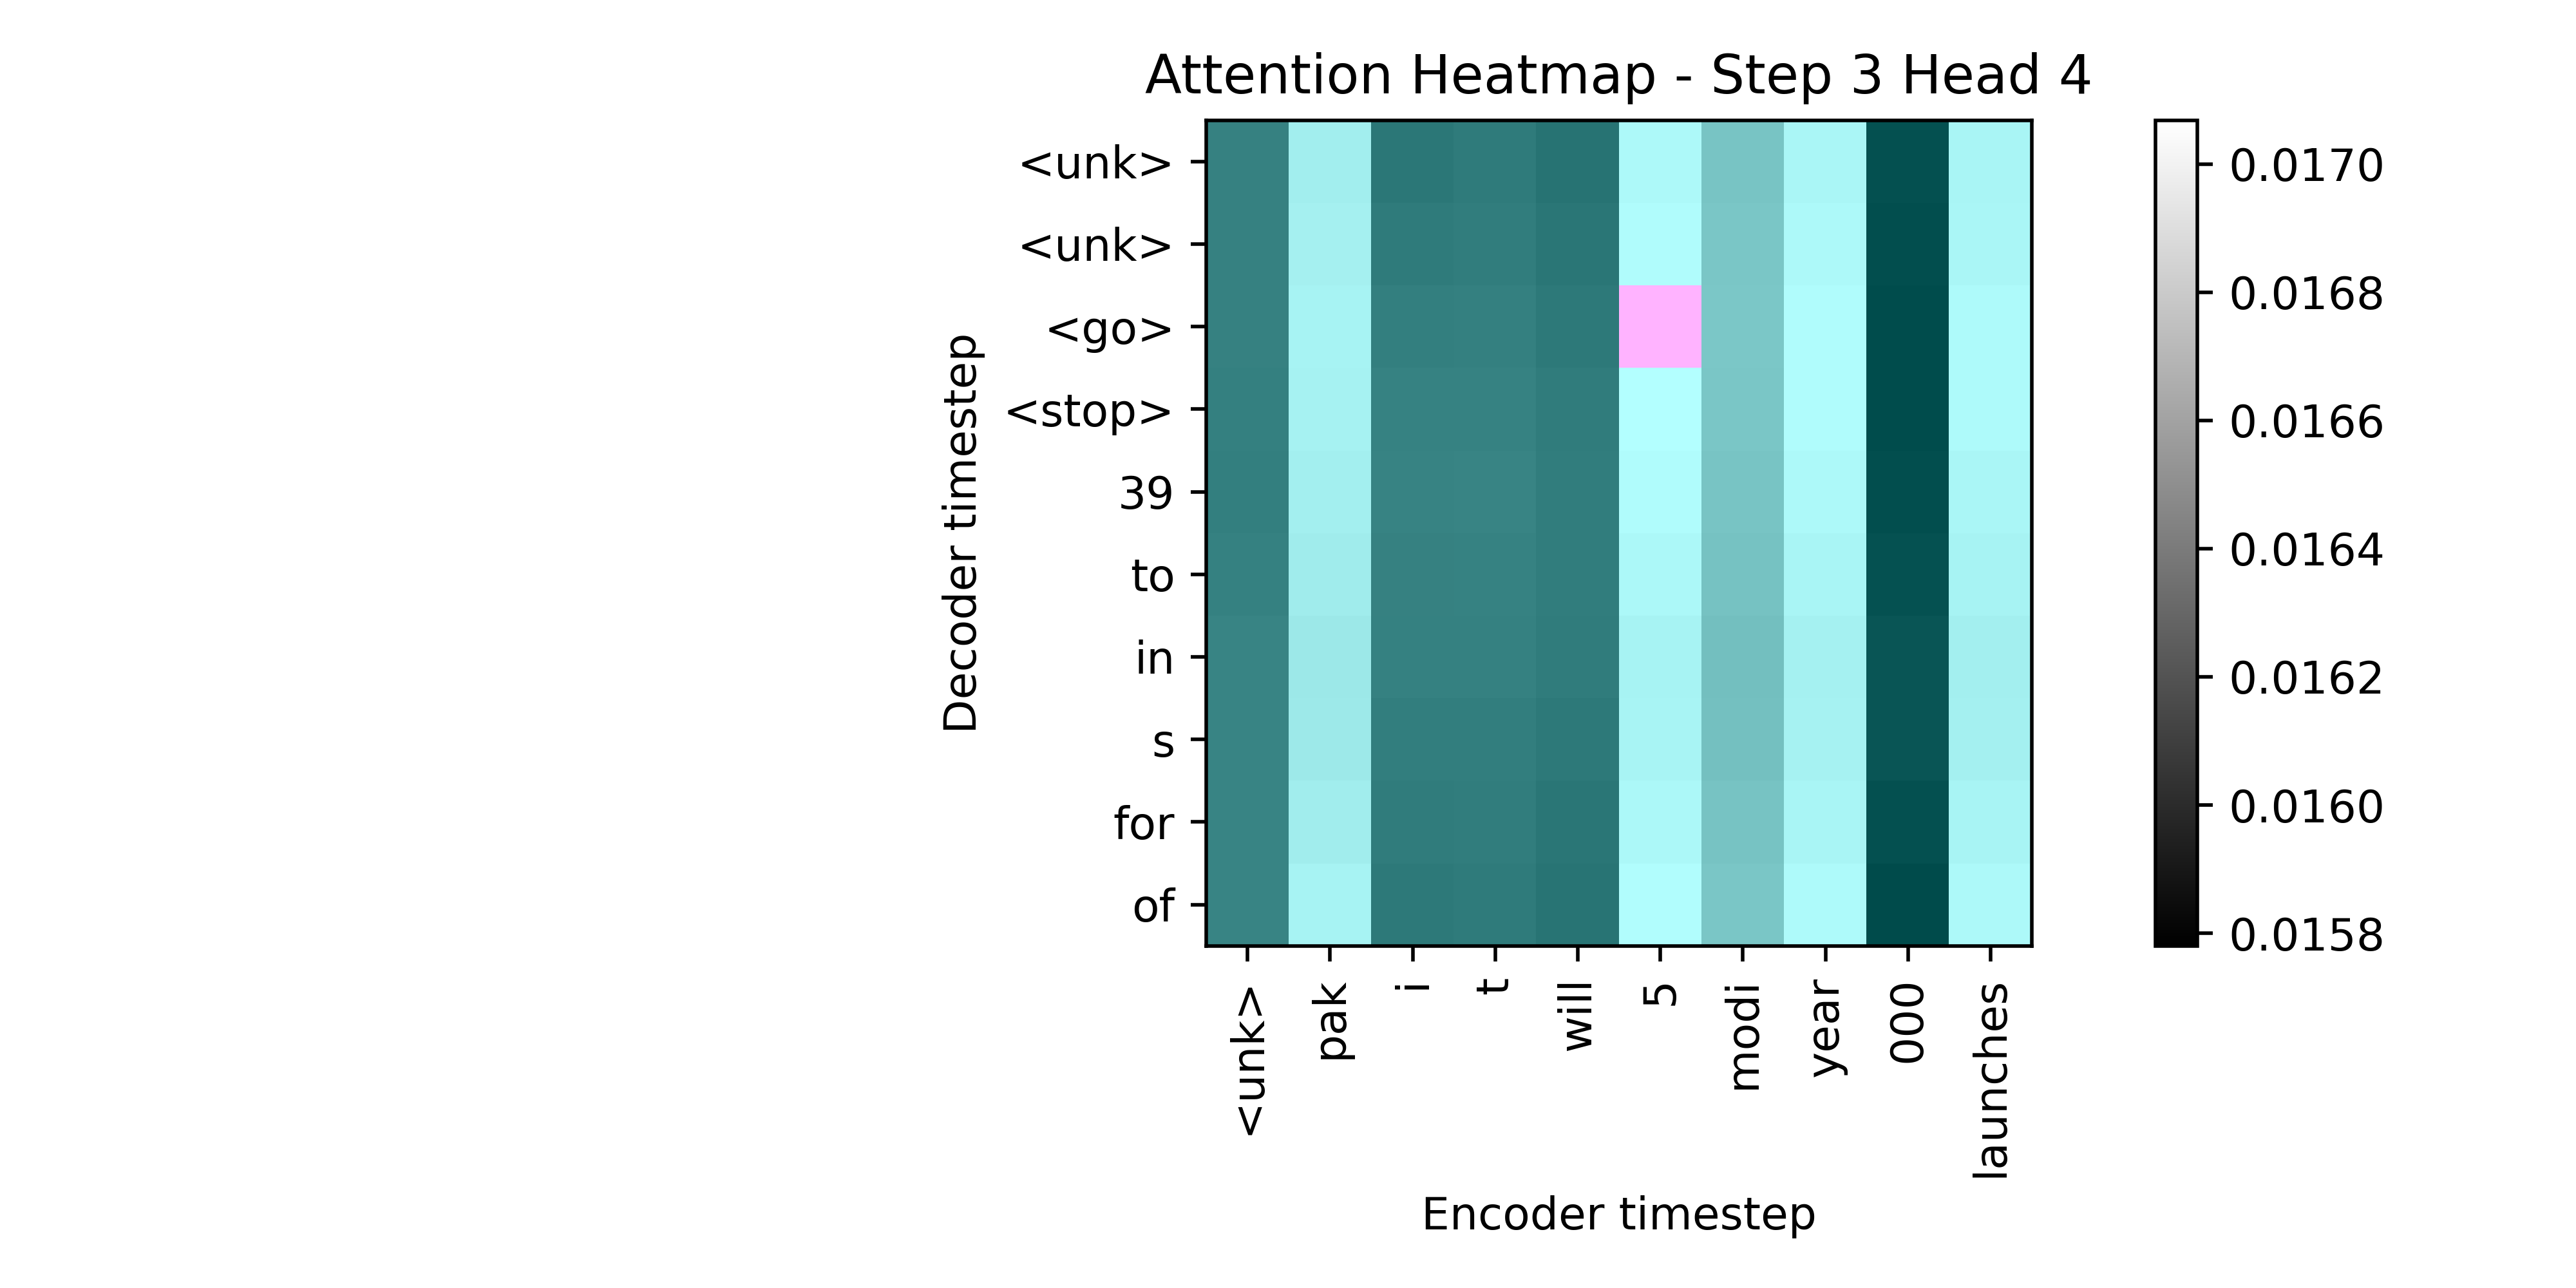 Attention Heatmap - Step 3 Head 4
Decoder timestep
<unk>
<unk>
<go>
<stop>
39
to
in
s
for
of
<unk>
pak
i
t
will
5
modi
year
000
launches
Encoder timestep
0.0170
0.0168
0.0166
0.0164
0.0162
0.0160
0.0158